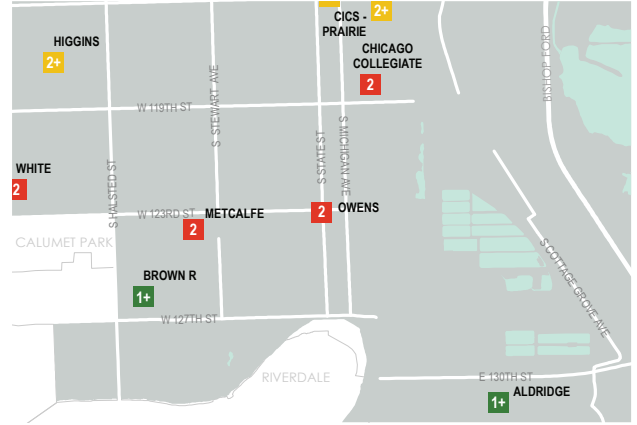 CICS -
PRAIRIE
2+
HIGGINS
2+
CHICAGO
COLLEGIATE
2
BISHOP FORD
S STEWART AVE
W 119TH ST
S STATE ST
S MICHIGAN AVE
S HALSTED ST
WHITE
2
W 123RD ST
METCALFE
2
2
OWENS
CALUMET PARK
S COTTAGE GROVE AVE
BROWN R
1+
W 127TH ST
RIVERDALE
E 130TH ST
ALDRIDGE
1+